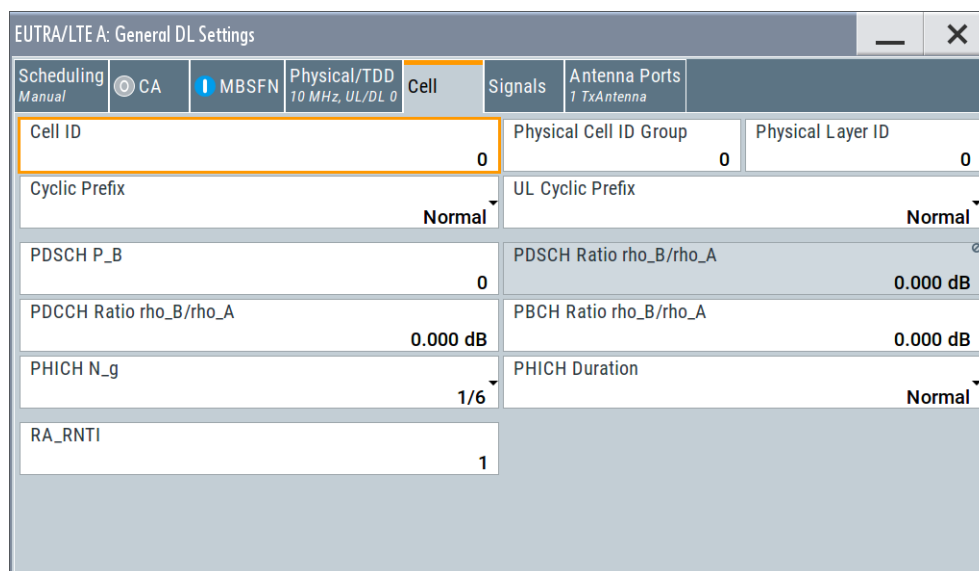 EUTRA/LTE A: General DL Settings
Scheduling
Manual
CA
MBSFN
Physical/TDD
10 MHz, UL/DL 0
Cell
Signals
Antenna Ports
1 TxAntenna
Cell ID
0
Physical Cell ID Group
0
Physical Layer ID
0
Cyclic Prefix
Normal
UL Cyclic Prefix
Normal
PDSCH P_B
0
PDSCH Ratio rho_B/rho_A
0.000 dB
PDCCH Ratio rho_B/rho_A
0.000 dB
PBCH Ratio rho_B/rho_A
0.000 dB
PHICH N_g
1/6
PHICH Duration
Normal
RA_RNTI
1